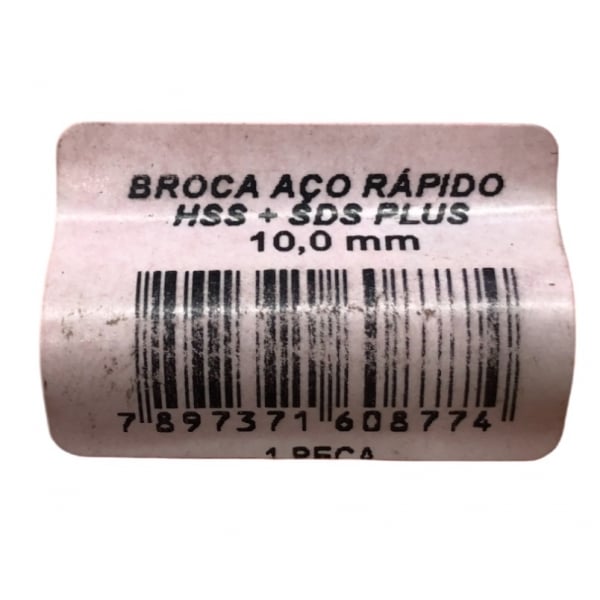 BROCA AÇO RÁPIDO
HSS + SDS PLUS
10,0 mm
7 897371 608774
1 PEÇA